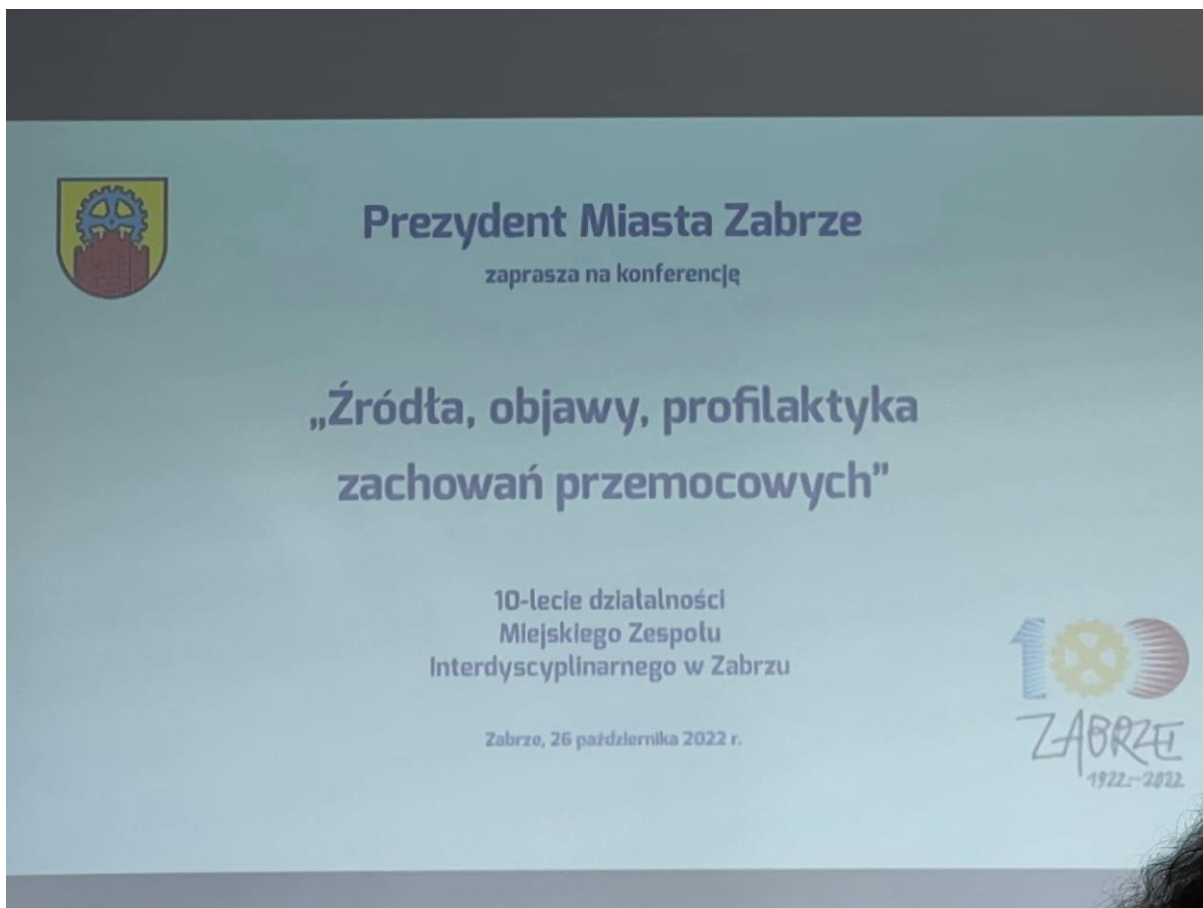 Prezydent Miasta Zabrze
zaprasza na konferencję
„Źródła, objawy, profilaktyka
zachowań przemocowych”
10-lecie działalności
Miejskiego Zespołu
Interdyscyplinarnego w Zabrzu
Zabrze, 26 października 2022 r.
100
ZABRZE
1922-2022